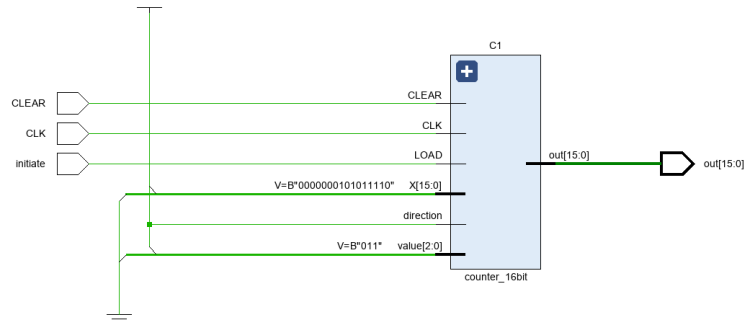 C1
CLEAR
CLEAR
CLK
CLK
initiate
LOAD
out[15:0]
out[15:0]
V=B"0000000101011110"
X[15:0]
direction
V=B"011"
value[2:0]
counter_16bit